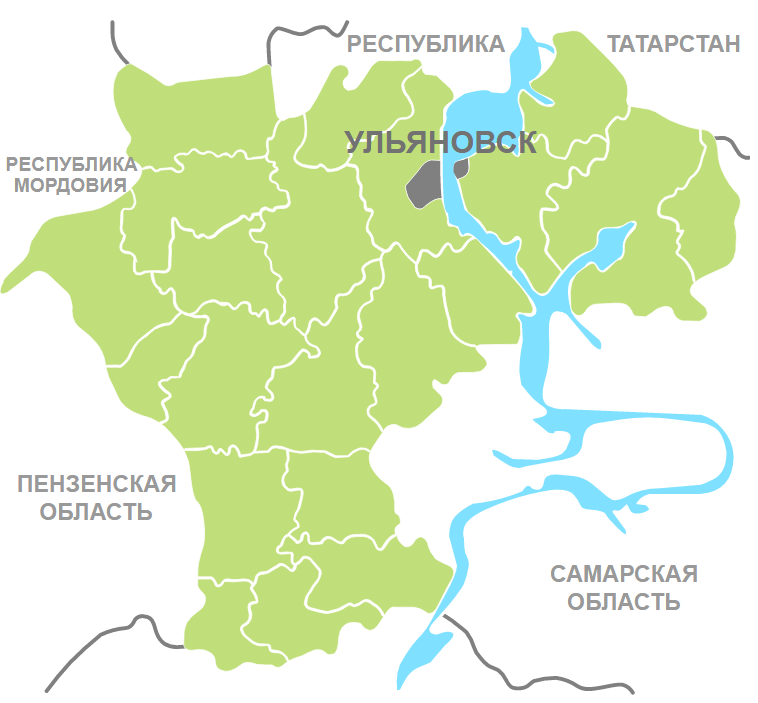 РЕСПУБЛИКА ТАТАРСТАН
УЛЬЯНОВСК
РЕСПУБЛИКА
МОРДОВИЯ
ПЕНЗЕНСКАЯ
ОБЛАСТЬ
САМАРСКАЯ
ОБЛАСТЬ